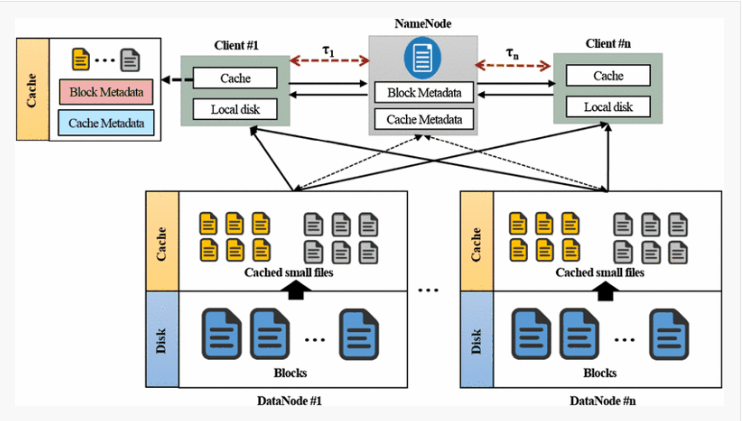 NameNode
Client #1
τ1
τn
Client #n
Cache
...
Block Metadata
Cache Metadata
Cache
Local disk
Block Metadata
Cache Metadata
Cache
Local disk
Cache
Cached small files
Disk
...
Blocks
DataNode #1
...
Cache
Cached small files
Disk
...
Blocks
DataNode #n